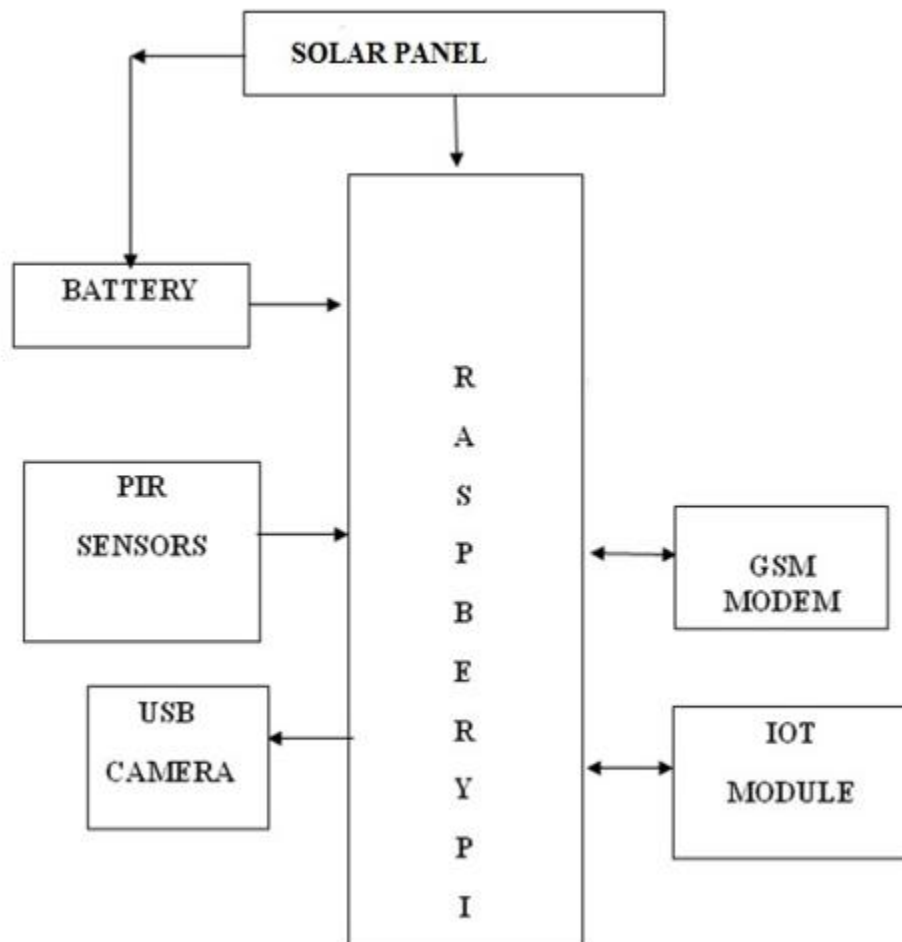 SOLAR PANEL
BATTERY
PIR
SENSORS
USB
CAMERA
R
A
S
P
B
E
R
Y
P
I
GSM
MODEM
IOT
MODULE